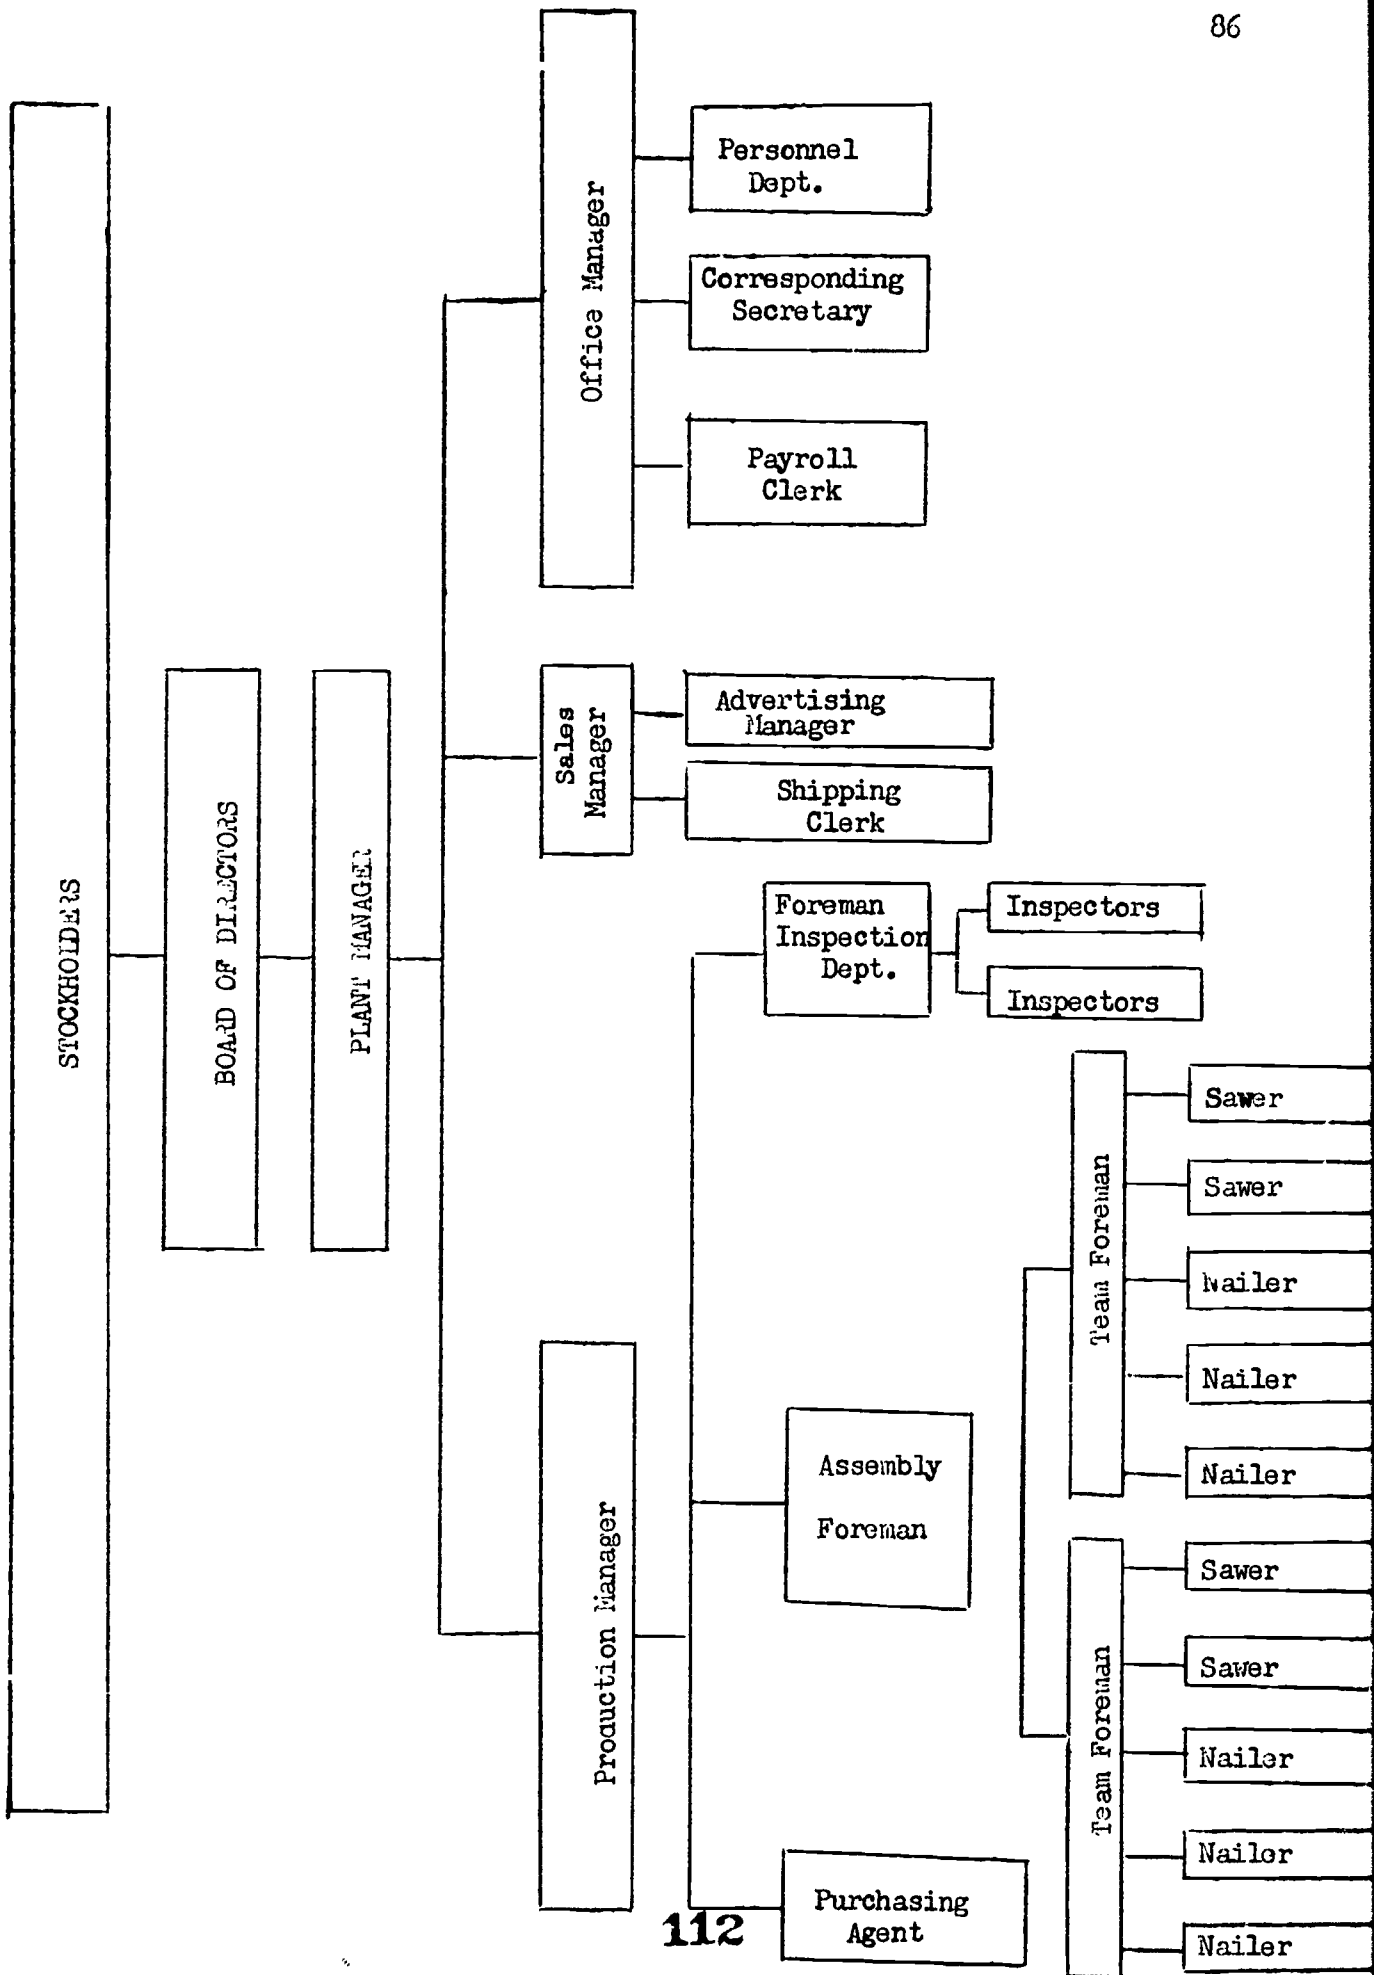 86
STOCKHOLDERS
BOARD OF DIRECTORS
PLANT MANAGER
Office Manager
Personnel
Dept.
Corresponding
Secretary
Payroll
Clerk
Sales
Manager
Advertising
Manager
Shipping
Clerk
Production Manager
Foreman
Inspection
Dept.
Inspectors
Inspectors
Assembly
Foreman
Team Foreman
Sawer
Sawer
Nailer
Nailer
Nailer
Team Foreman
Sawer
Sawer
Nailer
Nailer
Nailer
Purchasing
Agent
112